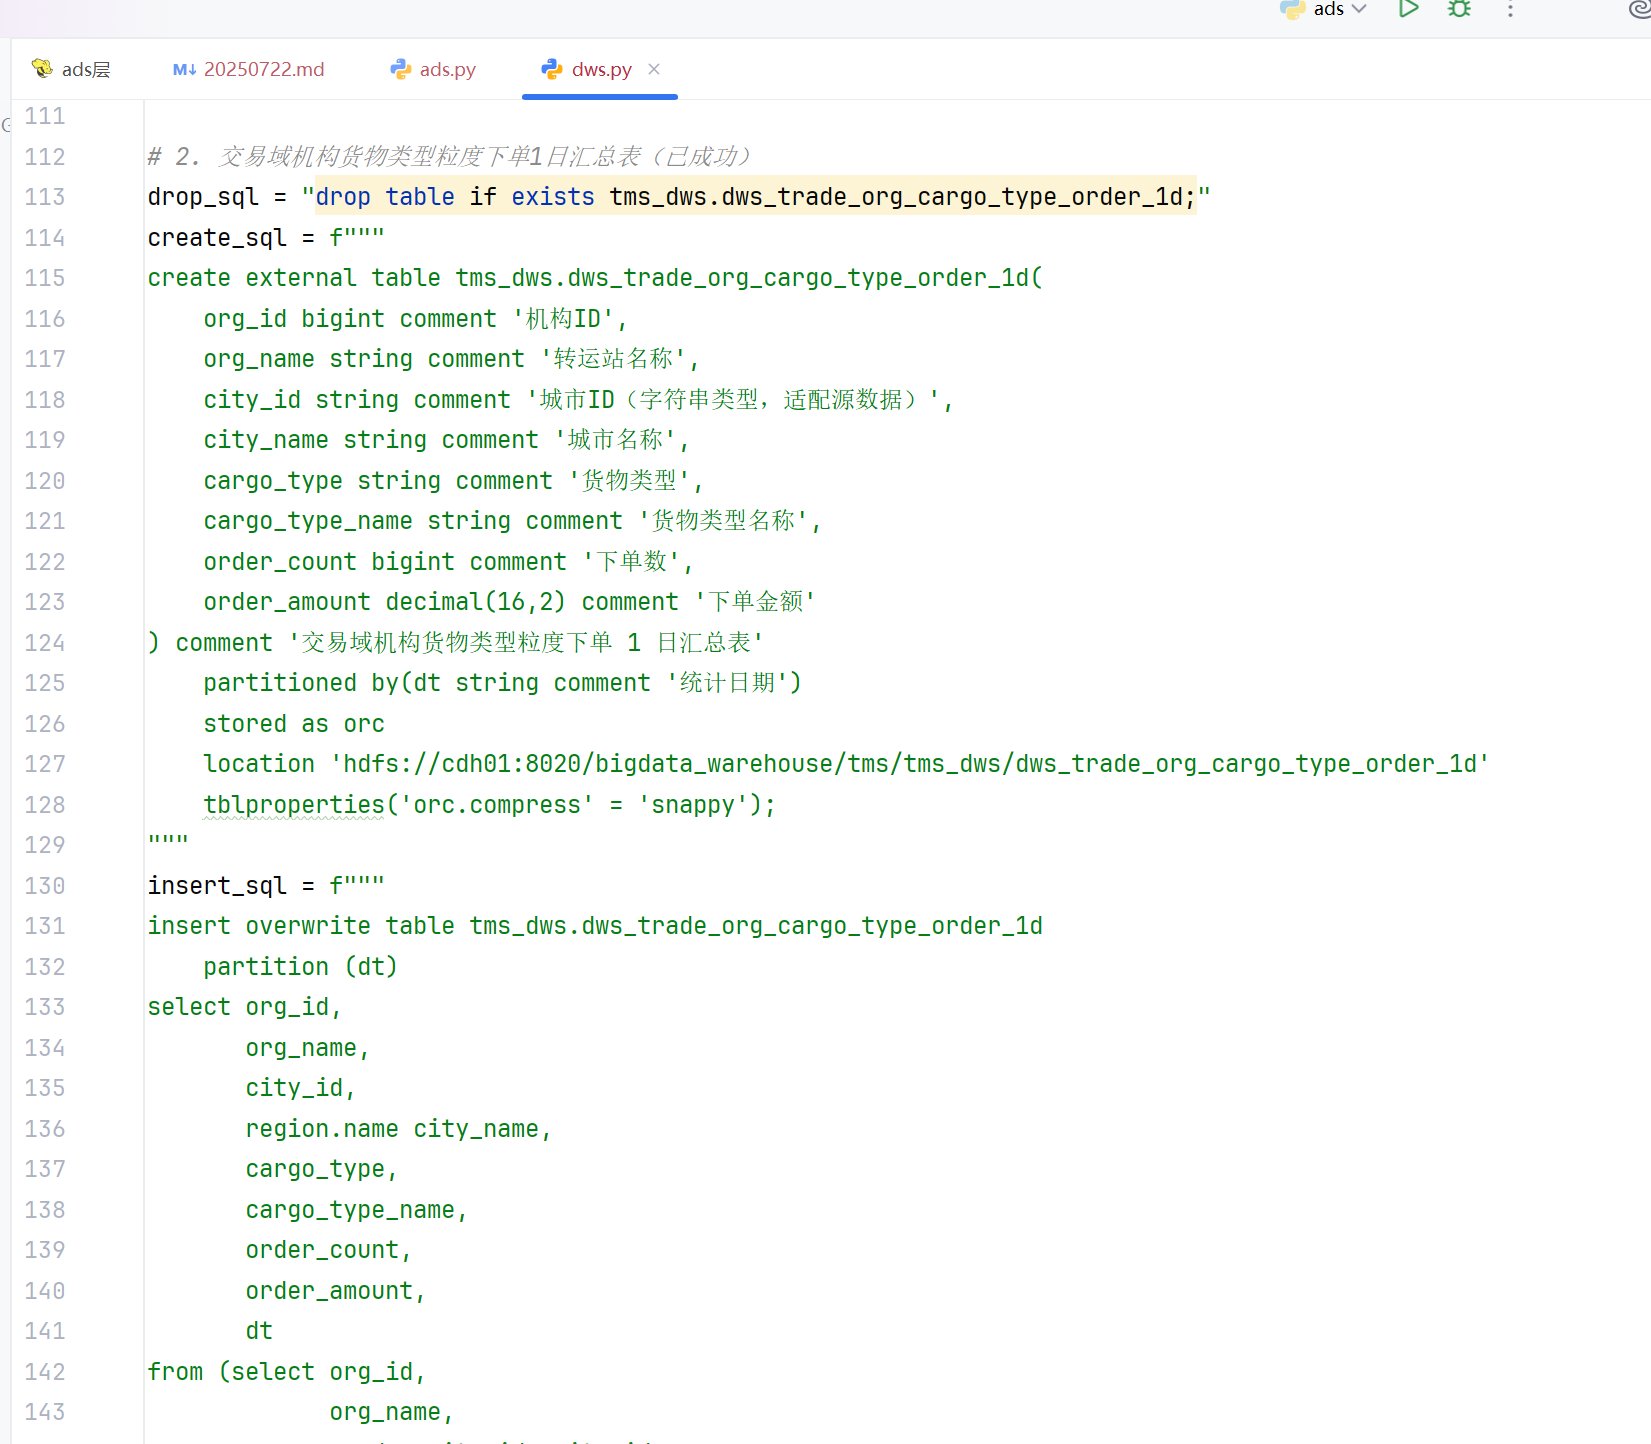 ads
ads层
M↓ 20250722.md
ads.py
dws.py
111
112 # 2. 交易域机构货物类型粒度下单1日汇总表（已成功）
113 drop_sql = "drop table if exists tms_dws.dws_trade_org_cargo_type_order_1d;"
114 create_sql = f"""
115 create external table tms_dws.dws_trade_org_cargo_type_order_1d(
116     org_id bigint comment '机构ID',
117     org_name string comment '转运站名称',
118     city_id string comment '城市ID（字符串类型，适配源数据）',
119     city_name string comment '城市名称',
120     cargo_type string comment '货物类型',
121     cargo_type_name string comment '货物类型名称',
122     order_count bigint comment '下单数',
123     order_amount decimal(16,2) comment '下单金额'
124 ) comment '交易域机构货物类型粒度下单 1 日汇总表'
125     partitioned by(dt string comment '统计日期')
126     stored as orc
127     location 'hdfs://cdh01:8020/bigdata_warehouse/tms/tms_dws/dws_trade_org_cargo_type_order_1d'
128     tblproperties('orc.compress' = 'snappy');
129 """
130 insert_sql = f"""
131 insert overwrite table tms_dws.dws_trade_org_cargo_type_order_1d
132     partition (dt)
133 select org_id,
134        org_name,
135        city_id,
136        region.name city_name,
137        cargo_type,
138        cargo_type_name,
139        order_count,
140        order_amount,
141        dt
142 from (select org_id,
143              org_name,